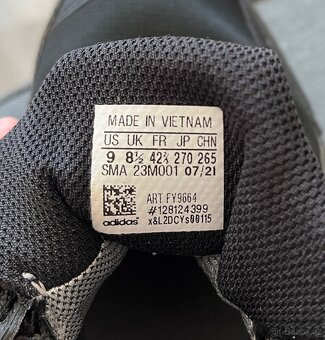 MADE IN VIETNAM
US UK FR JP CHN
9 8½ 42⅔ 270 265
SMA 23M001 07/21
ART FY9664
#128124399
adidas x&L2DCYs00115